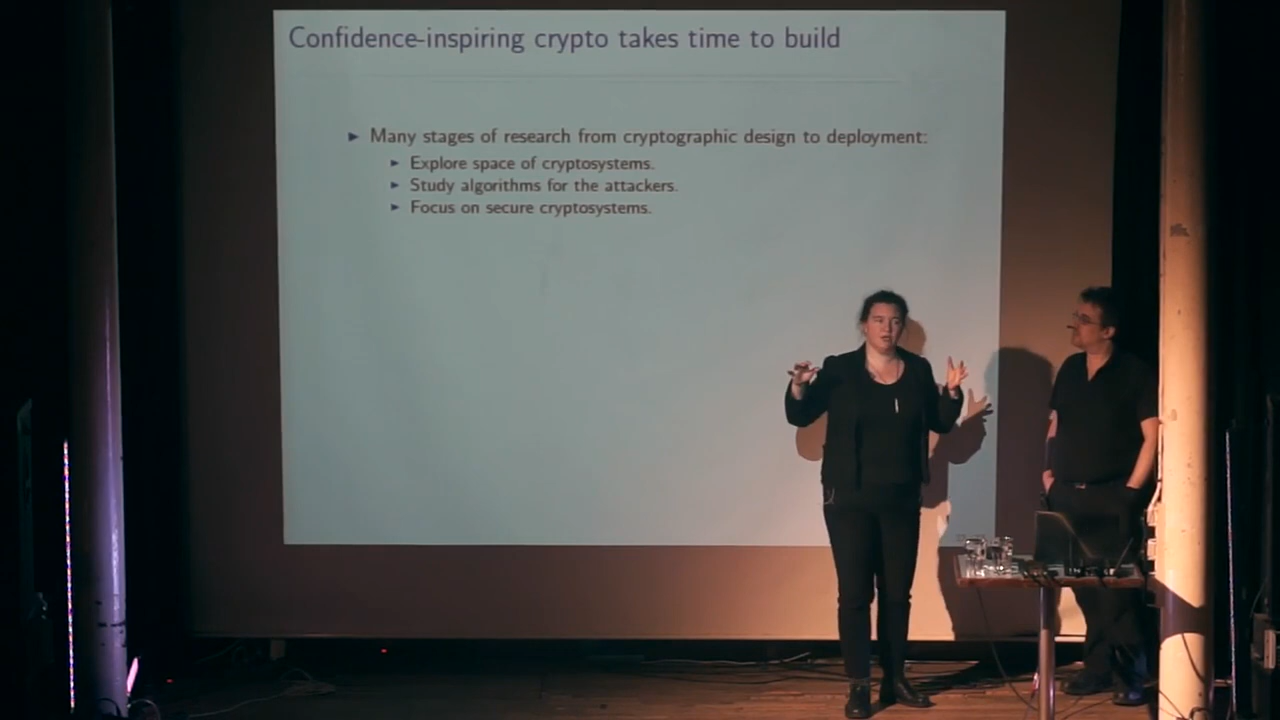 Confidence-inspiring crypto takes time to build
▶ Many stages of research from cryptographic design to deployment:
▶ Explore space of cryptosystems.
▶ Study algorithms for the attackers.
▶ Focus on secure cryptosystems.